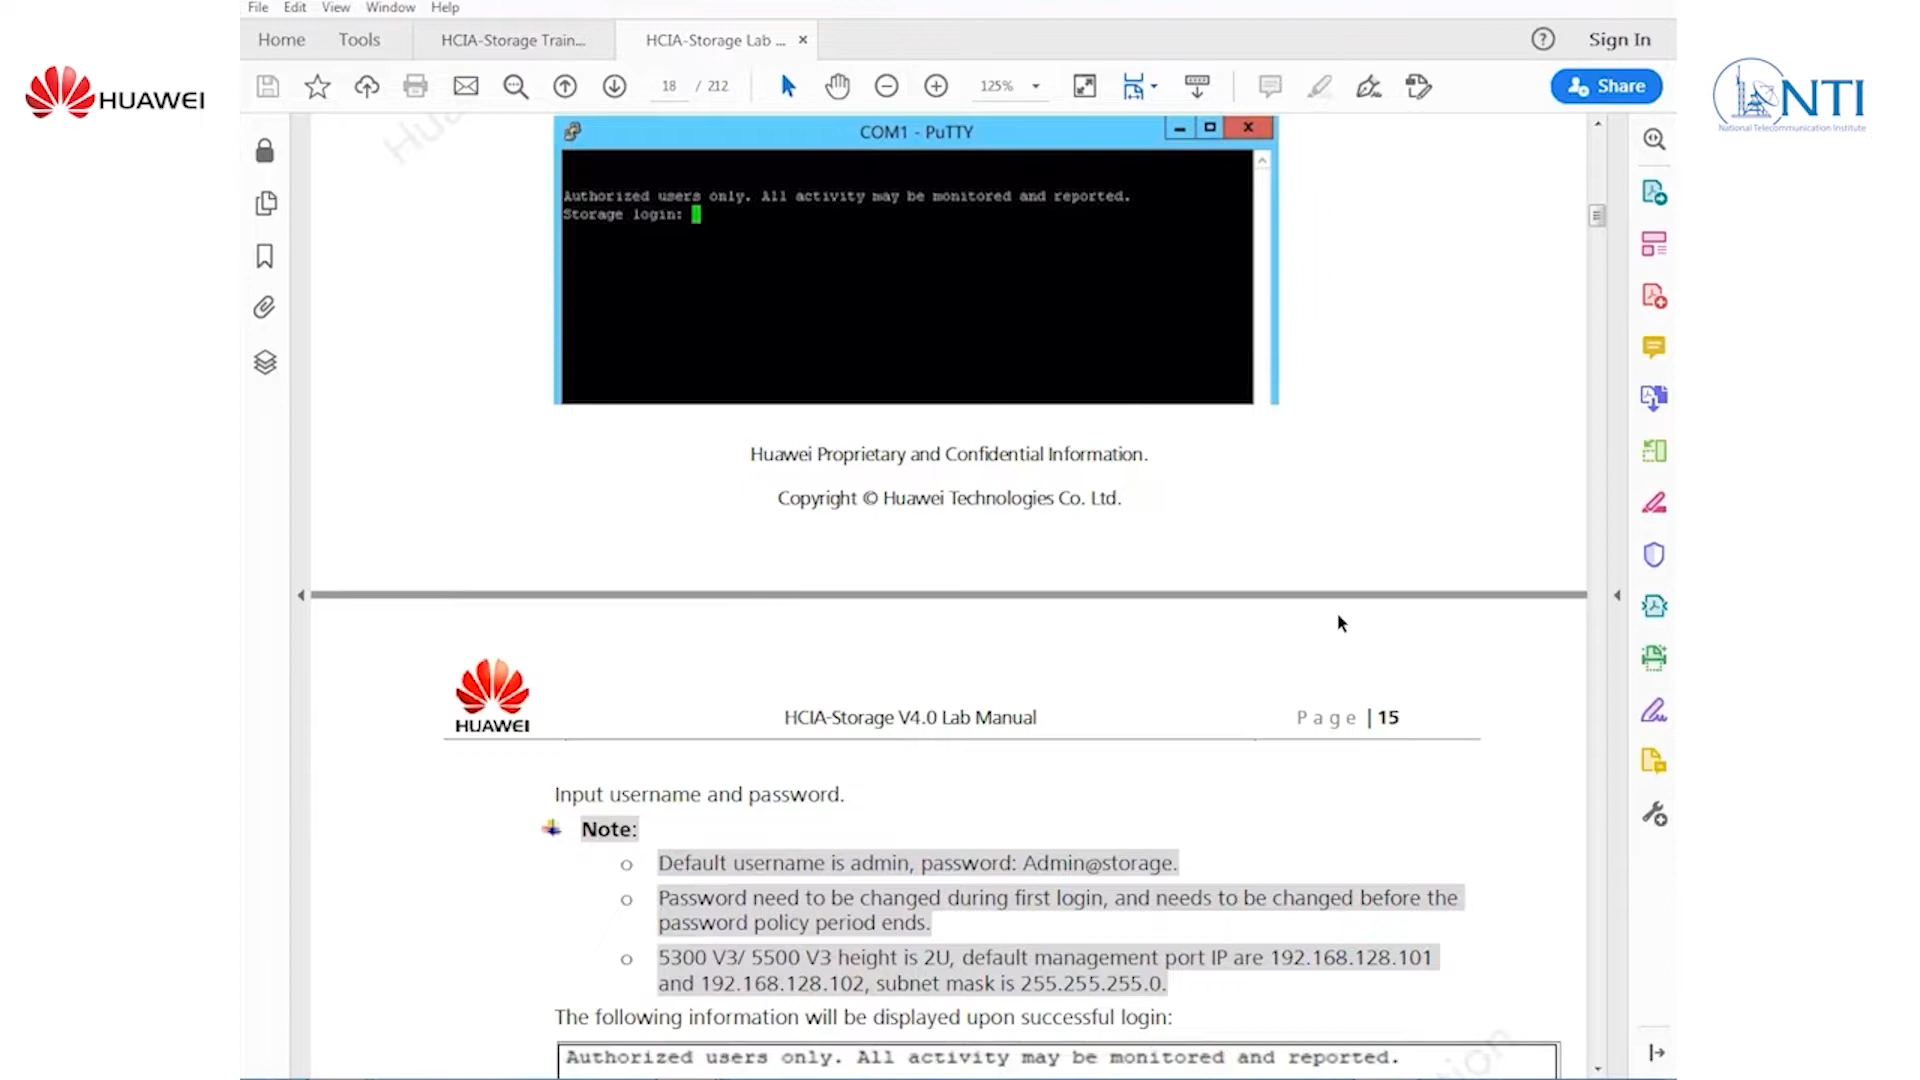 File Edit View Window Help
Home Tools HCIA-Storage Train... HCIA-Storage Lab ... × Sign In
18 / 212 125% Share
HUAWEI
NTI
National Telecommunication Institute
COM1 - PuTTY
Authorized users only. All activity may be monitored and reported.
Storage login:
Huawei Proprietary and Confidential Information.
Copyright © Huawei Technologies Co. Ltd.
HUAWEI
HCIA-Storage V4.0 Lab Manual
Page | 15
Input username and password.
Note:
Default username is admin, password: Admin@storage.
Password need to be changed during first login, and needs to be changed before the
password policy period ends.
5300 V3/ 5500 V3 height is 2U, default management port IP are 192.168.128.101
and 192.168.128.102, subnet mask is 255.255.255.0.
The following information will be displayed upon successful login:
Authorized users only. All activity may be monitored and reported.